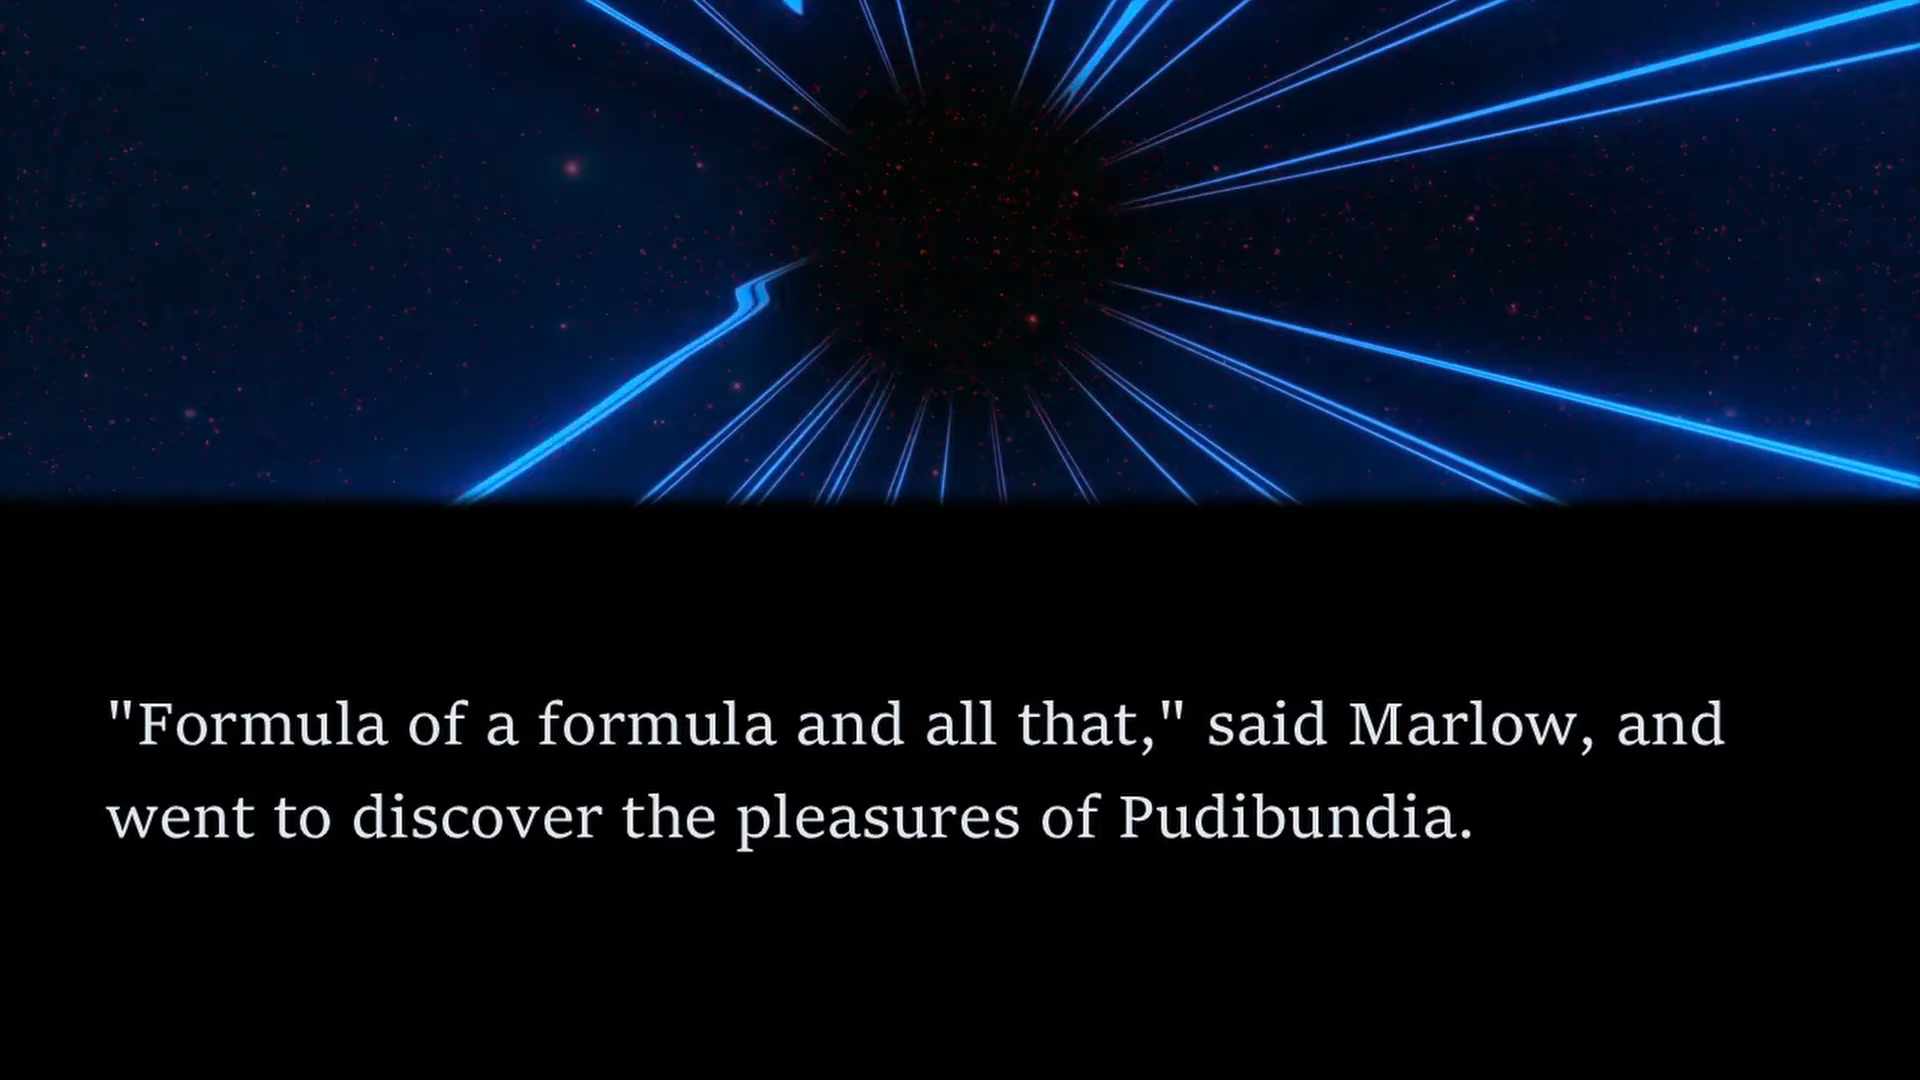 "Formula of a formula and all that," said Marlow, and
went to discover the pleasures of Pudibundia.